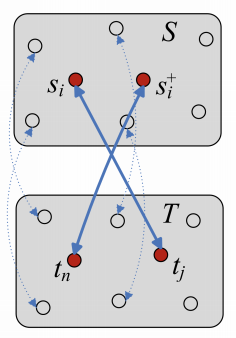 S
s_i s_i^+
T
t_n t_j